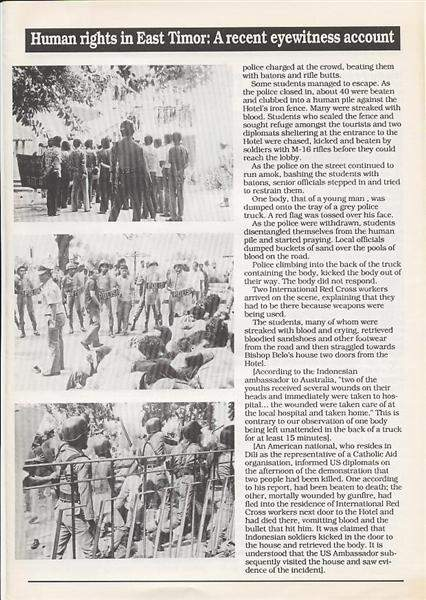 Human rights in East Timor: A recent eyewitness account
police charged at the crowd, beating them
with batons and rifle butts.
Some students managed to escape. As
the police closed in, about 40 were beaten
and clubbed into a human pile against the
Hotel's iron fence. Many were streaked with
blood. Students who scaled the fence and
sought refuge amongst the tourists and two
diplomats sheltering at the entrance to the
Hotel were chased, kicked and beaten by
soldiers with M-16 rifles before they could
reach the lobby.
As the police on the street continued to
run amok, bashing the students with
batons, senior officials stepped in and tried
to restrain them.
One body, that of a young man , was
dumped onto the tray of a grey police
truck. A red flag was tossed over his face.
As the police were withdrawn, students
disentangled themselves from the human
pile and started praying. Local officials
dumped buckets of sand over the pools of
blood on the road.
Police climbing into the back of the truck
containing the body, kicked the body out of
their way. The body did not respond.
Two International Red Cross workers
arrived on the scene, explaining that they
had to be there because weapons were
being used.
The students, many of whom were
streaked with blood and crying, retrieved
bloodied sandshoes and other footwear
from the road and then straggled towards
Bishop Belo's house two doors from the
Hotel.
[According to the Indonesian
ambassador to Australia, "two of the
youths received several wounds on their
heads and immediately were taken to hos-
pital... the wounded were taken care of at
the local hospital and taken home." This is
contrary to our observation of one body
being left unattended in the back of a truck
for at least 15 minutes].
[An American national, who resides in
Dili as the representative of a Catholic Aid
organisation, informed US diplomats on
the afternoon of the demonstration that
two people had been killed. One according
to his report, had been beaten to death; the
other, mortally wounded by gunfire, had
fled into the residence of International Red
Cross workers next door to the Hotel and
had died there, vomitting blood and the
bullet that hit him. It was claimed that
Indonesian soldiers kicked in the door to
the house and retrieved the body. It is
understood that the US Ambassador sub-
sequently visited the house and saw evi-
dence of the incident].